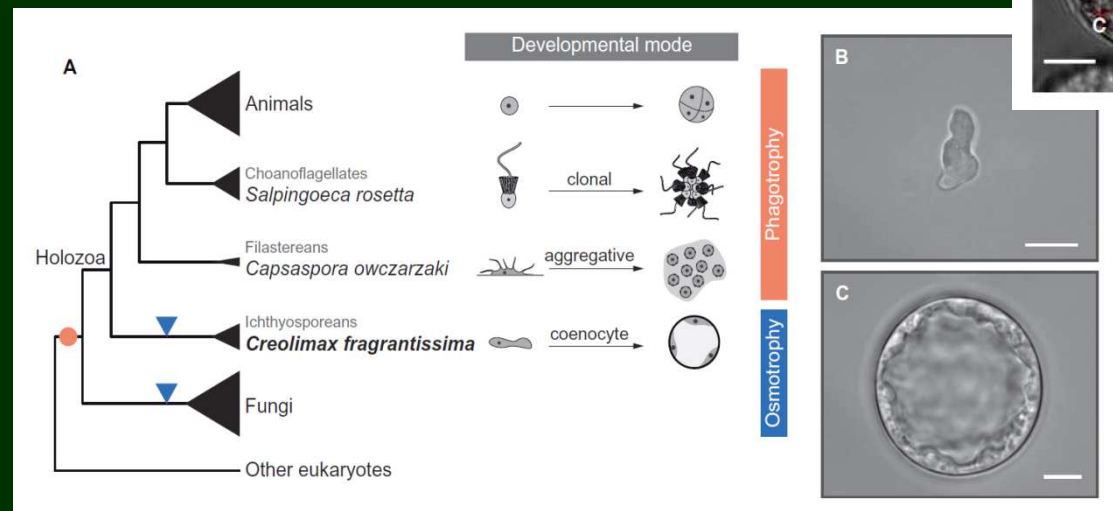 Developmental mode
A
Animals
Choanoflagellates
Salpingoeca rosetta
clonal
Holozoa
Filastereans
Capsaspora owczarzaki
aggregative
Ichthyosporeans
Creolimax fragrantissima
coenocyte
Fungi
Other eukaryotes
Phagotrophy
Osmotrophy
B
C
C